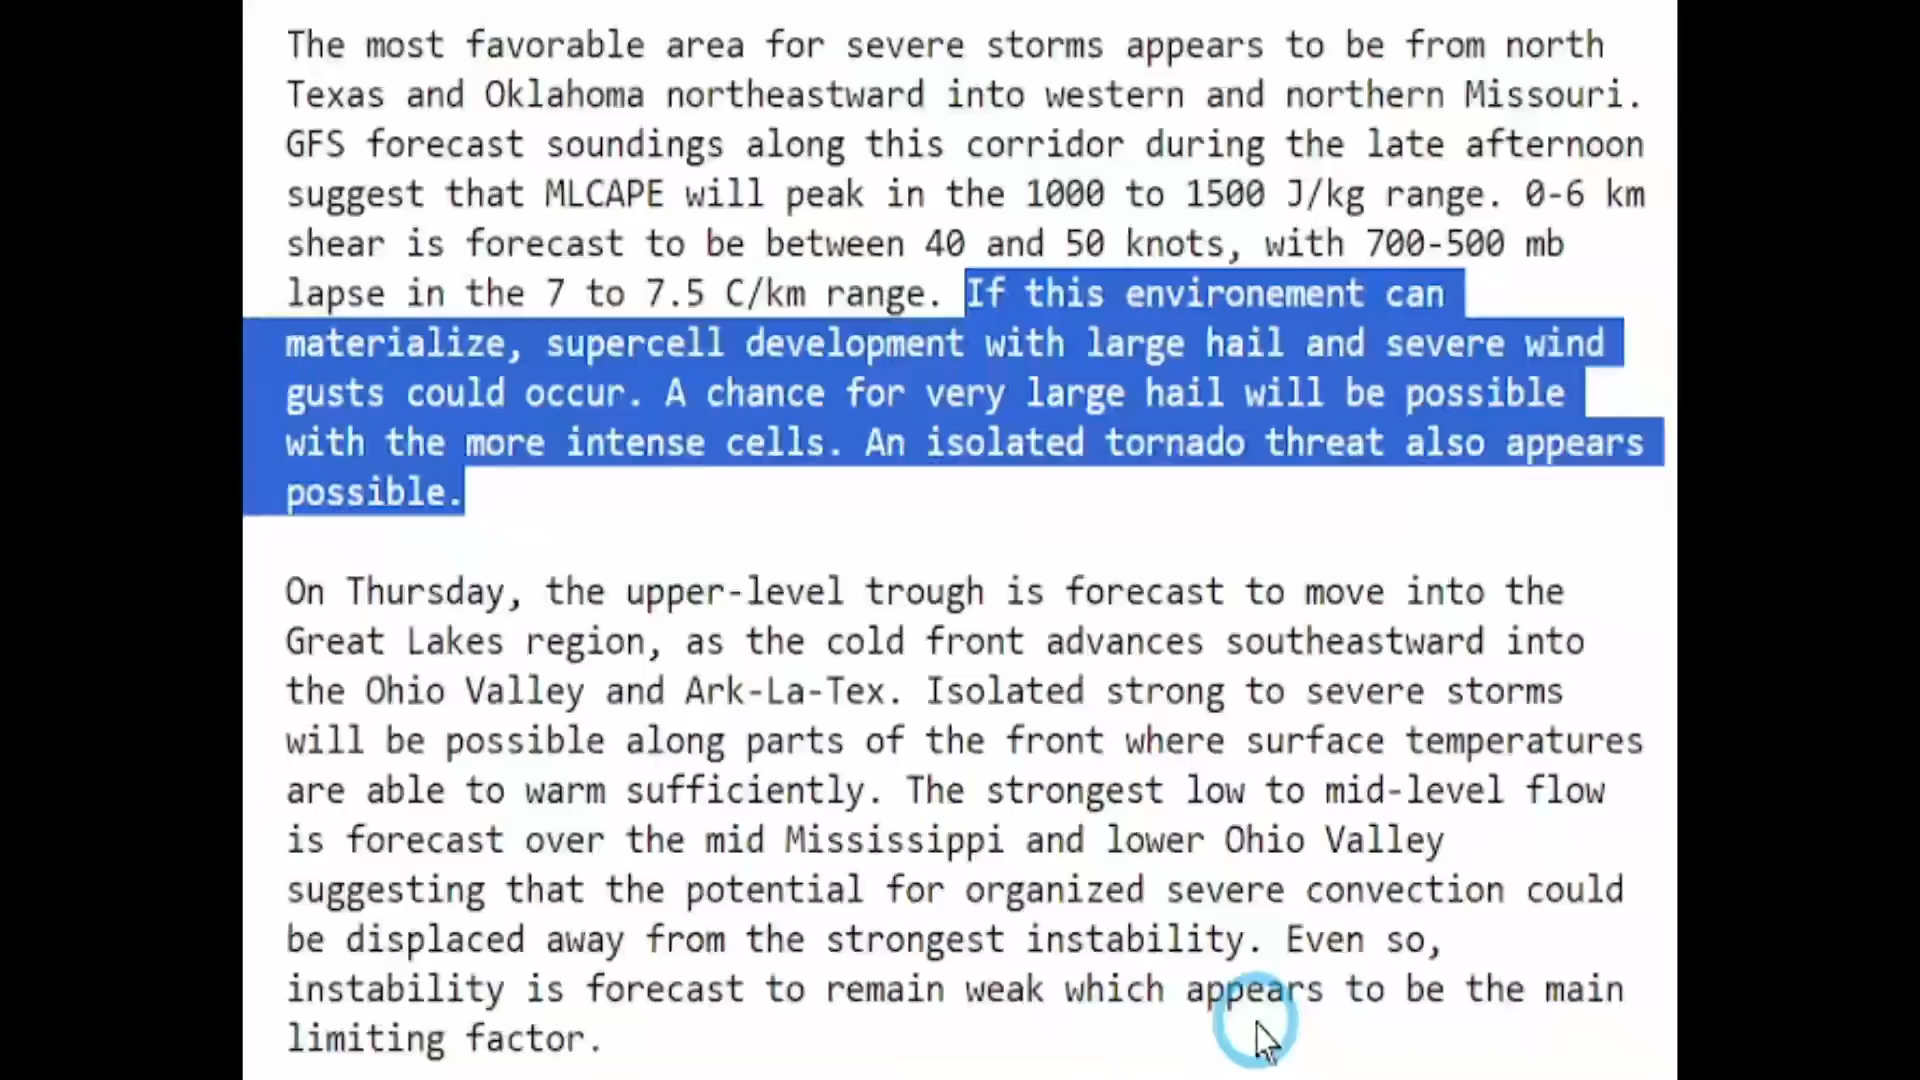 The most favorable area for severe storms appears to be from north
Texas and Oklahoma northeastward into western and northern Missouri.
GFS forecast soundings along this corridor during the late afternoon
suggest that MLCAPE will peak in the 1000 to 1500 J/kg range. 0-6 km
shear is forecast to be between 40 and 50 knots, with 700-500 mb
lapse in the 7 to 7.5 C/km range. If this environement can
materialize, supercell development with large hail and severe wind
gusts could occur. A chance for very large hail will be possible
with the more intense cells. An isolated tornado threat also appears
possible.
On Thursday, the upper-level trough is forecast to move into the
Great Lakes region, as the cold front advances southeastward into
the Ohio Valley and Ark-La-Tex. Isolated strong to severe storms
will be possible along parts of the front where surface temperatures
are able to warm sufficiently. The strongest low to mid-level flow
is forecast over the mid Mississippi and lower Ohio Valley
suggesting that the potential for organized severe convection could
be displaced away from the strongest instability. Even so,
instability is forecast to remain weak which appears to be the main
limiting factor.